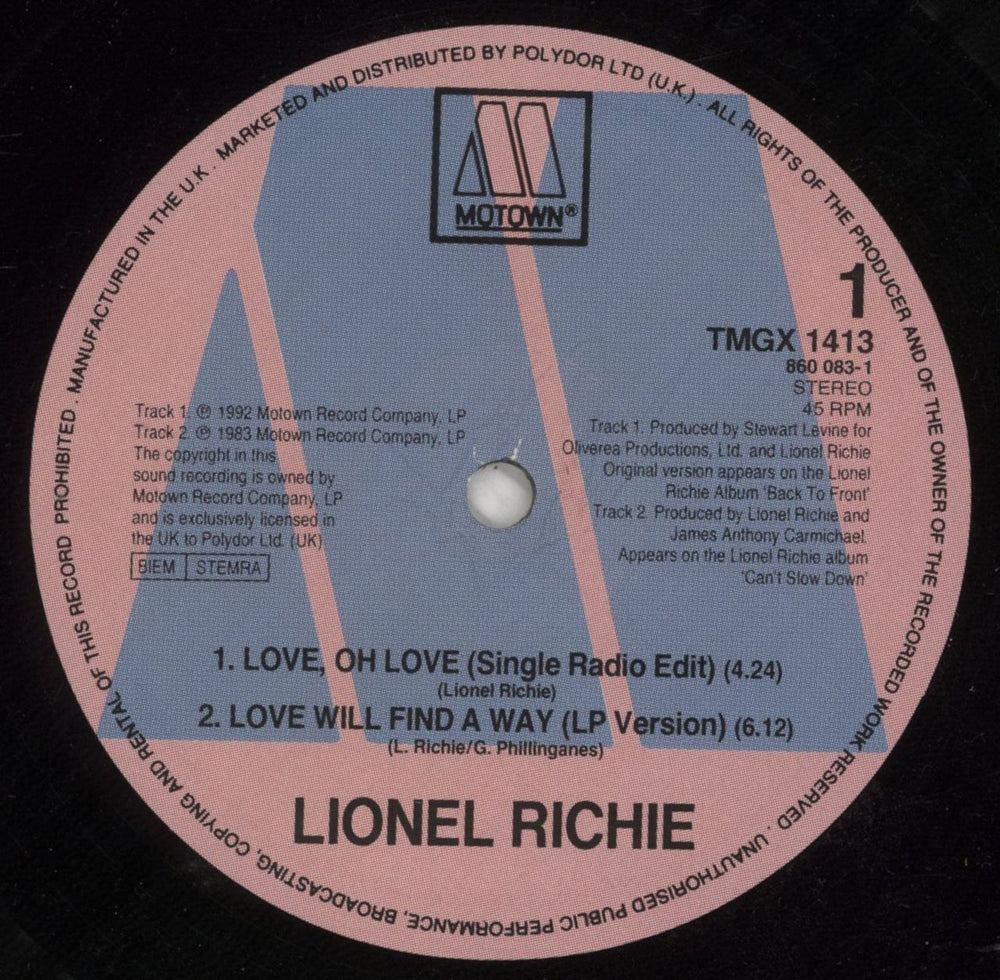 MANUFACTURED IN THE U.K. . MARKETED AND DISTRIBUTED BY POLYDOR LTD (U.K.) . ALL RIGHTS OF THE PRODUCER AND OF THE OWNER OF THE RECORDED WORK RESERVED . UNAUTHORISED PUBLIC PERFORMANCE, BROADCASTING, COPYING AND RENTAL OF THIS RECORD PROHIBITED .
MOTOWN®
1
TMGX 1413
860 083-1
STEREO
45 RPM
Track 1. ℗ 1992 Motown Record Company, LP
Track 2. ℗ 1983 Motown Record Company, LP
The copyright in this
sound recording is owned by
Motown Record Company, LP
and is exclusively licensed in
the UK to Polydor Ltd. (UK)
BIEM STEMRA
Track 1. Produced by Stewart Levine for
Oliverea Productions, Ltd. and Lionel Richie
Original version appears on the Lionel
Richie Album 'Back To Front'
Track 2. Produced by Lionel Richie and
James Anthony Carmichael.
Appears on the Lionel Richie album
'Can't Slow Down'
1. LOVE, OH LOVE (Single Radio Edit) (4.24)
(Lionel Richie)
2. LOVE WILL FIND A WAY (LP Version) (6.12)
(L. Richie/G. Phillinganes)
LIONEL RICHIE